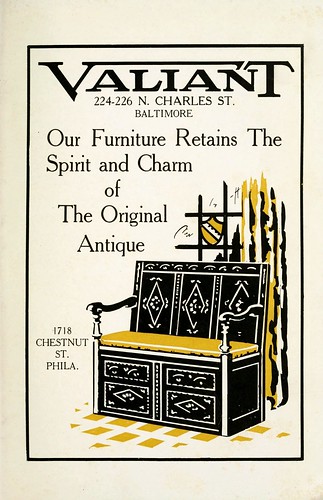 VALIANT
224-226 N. CHARLES ST.
BALTIMORE
Our Furniture Retains The
Spirit and Charm
of
The Original
Antique
1718
CHESTNUT
ST.
PHILA.